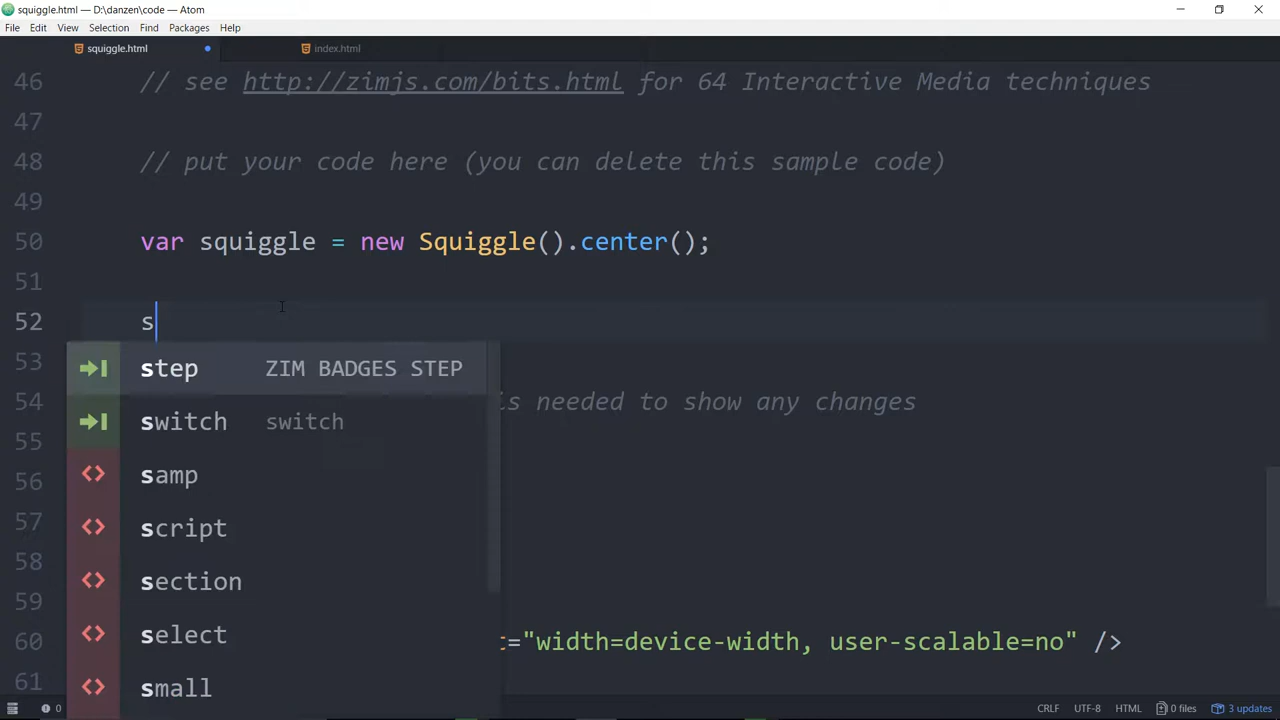 squiggle.html — D:\danzen\code — Atom
File Edit View Selection Find Packages Help
squiggle.html index.html
46 // see http://zimjs.com/bits.html for 64 Interactive Media techniques
47
48 // put your code here (you can delete this sample code)
49
50 var squiggle = new Squiggle().center();
51
52 s
53 step ZIM BADGES STEP
54 is needed to show any changes
55 switch switch
56 samp
57 script
58
59 section
60 select t="width=device-width, user-scalable=no" />
61 small
0 CRLF UTF-8 HTML 0 files 3 updates